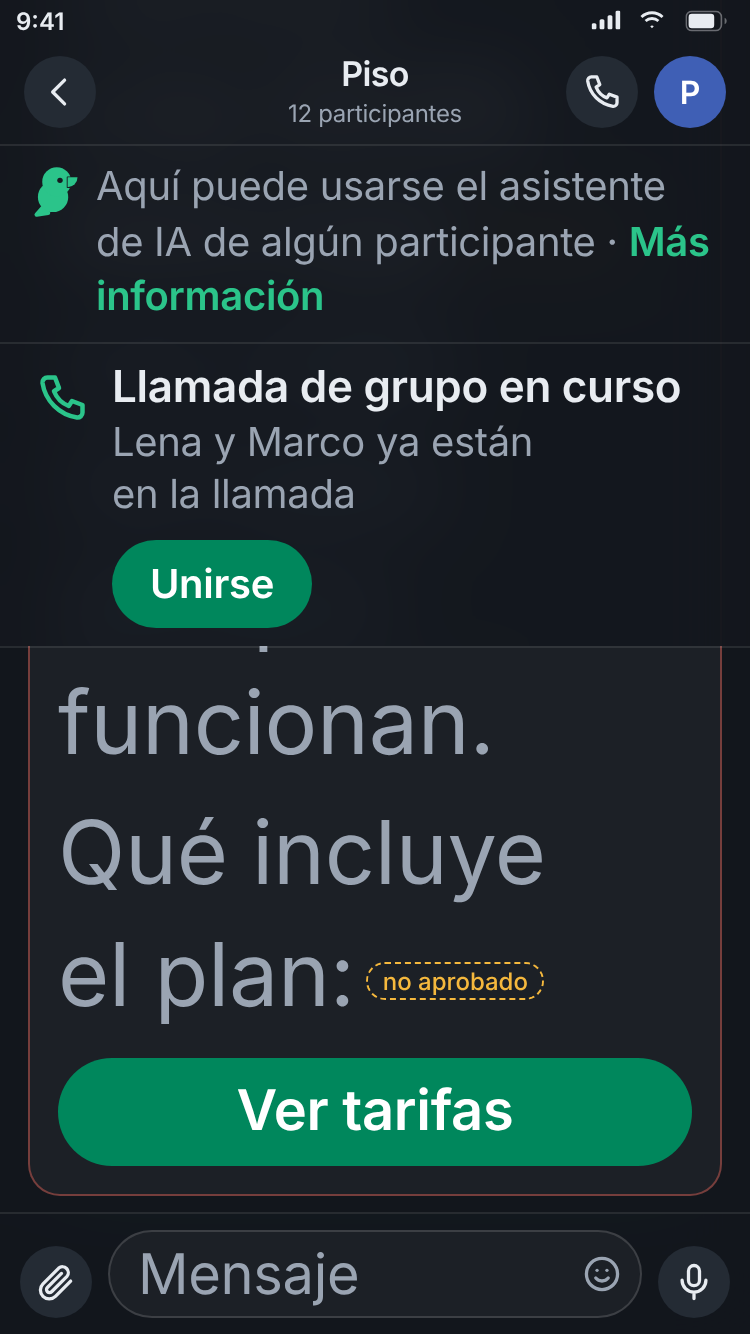 9:41
Piso
12 participantes
P
Aquí puede usarse el asistente
de IA de algún participante · Más
información
Llamada de grupo en curso
Lena y Marco ya están
en la llamada
Unirse
funcionan.
Qué incluye
el plan: no aprobado
Ver tarifas
Mensaje